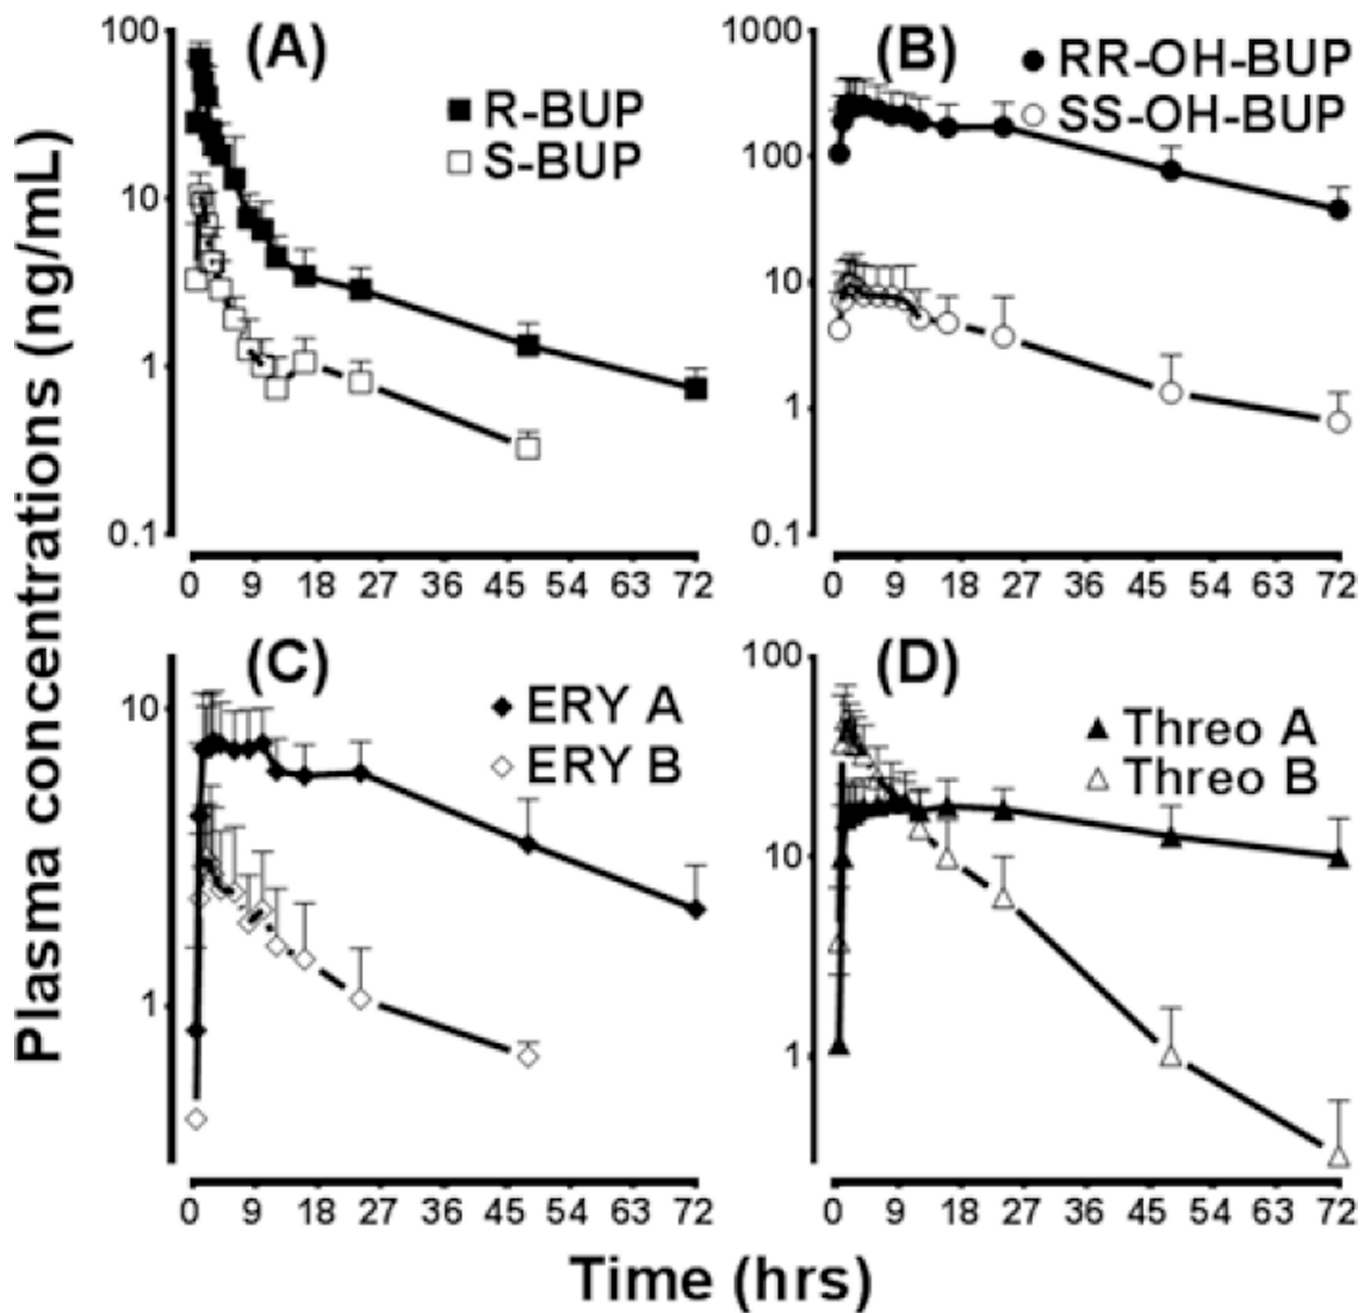 Plasma concentrations (ng/mL)
(A)
R-BUP
S-BUP
100
10
1
0.1
0 9 18 27 36 45 54 63 72
(B)
RR-OH-BUP
SS-OH-BUP
1000
100
10
1
0.1
0 9 18 27 36 45 54 63 72
(C)
ERY A
ERY B
10
1
0 9 18 27 36 45 54 63 72
(D)
Threo A
Threo B
100
10
1
0 9 18 27 36 45 54 63 72
Time (hrs)